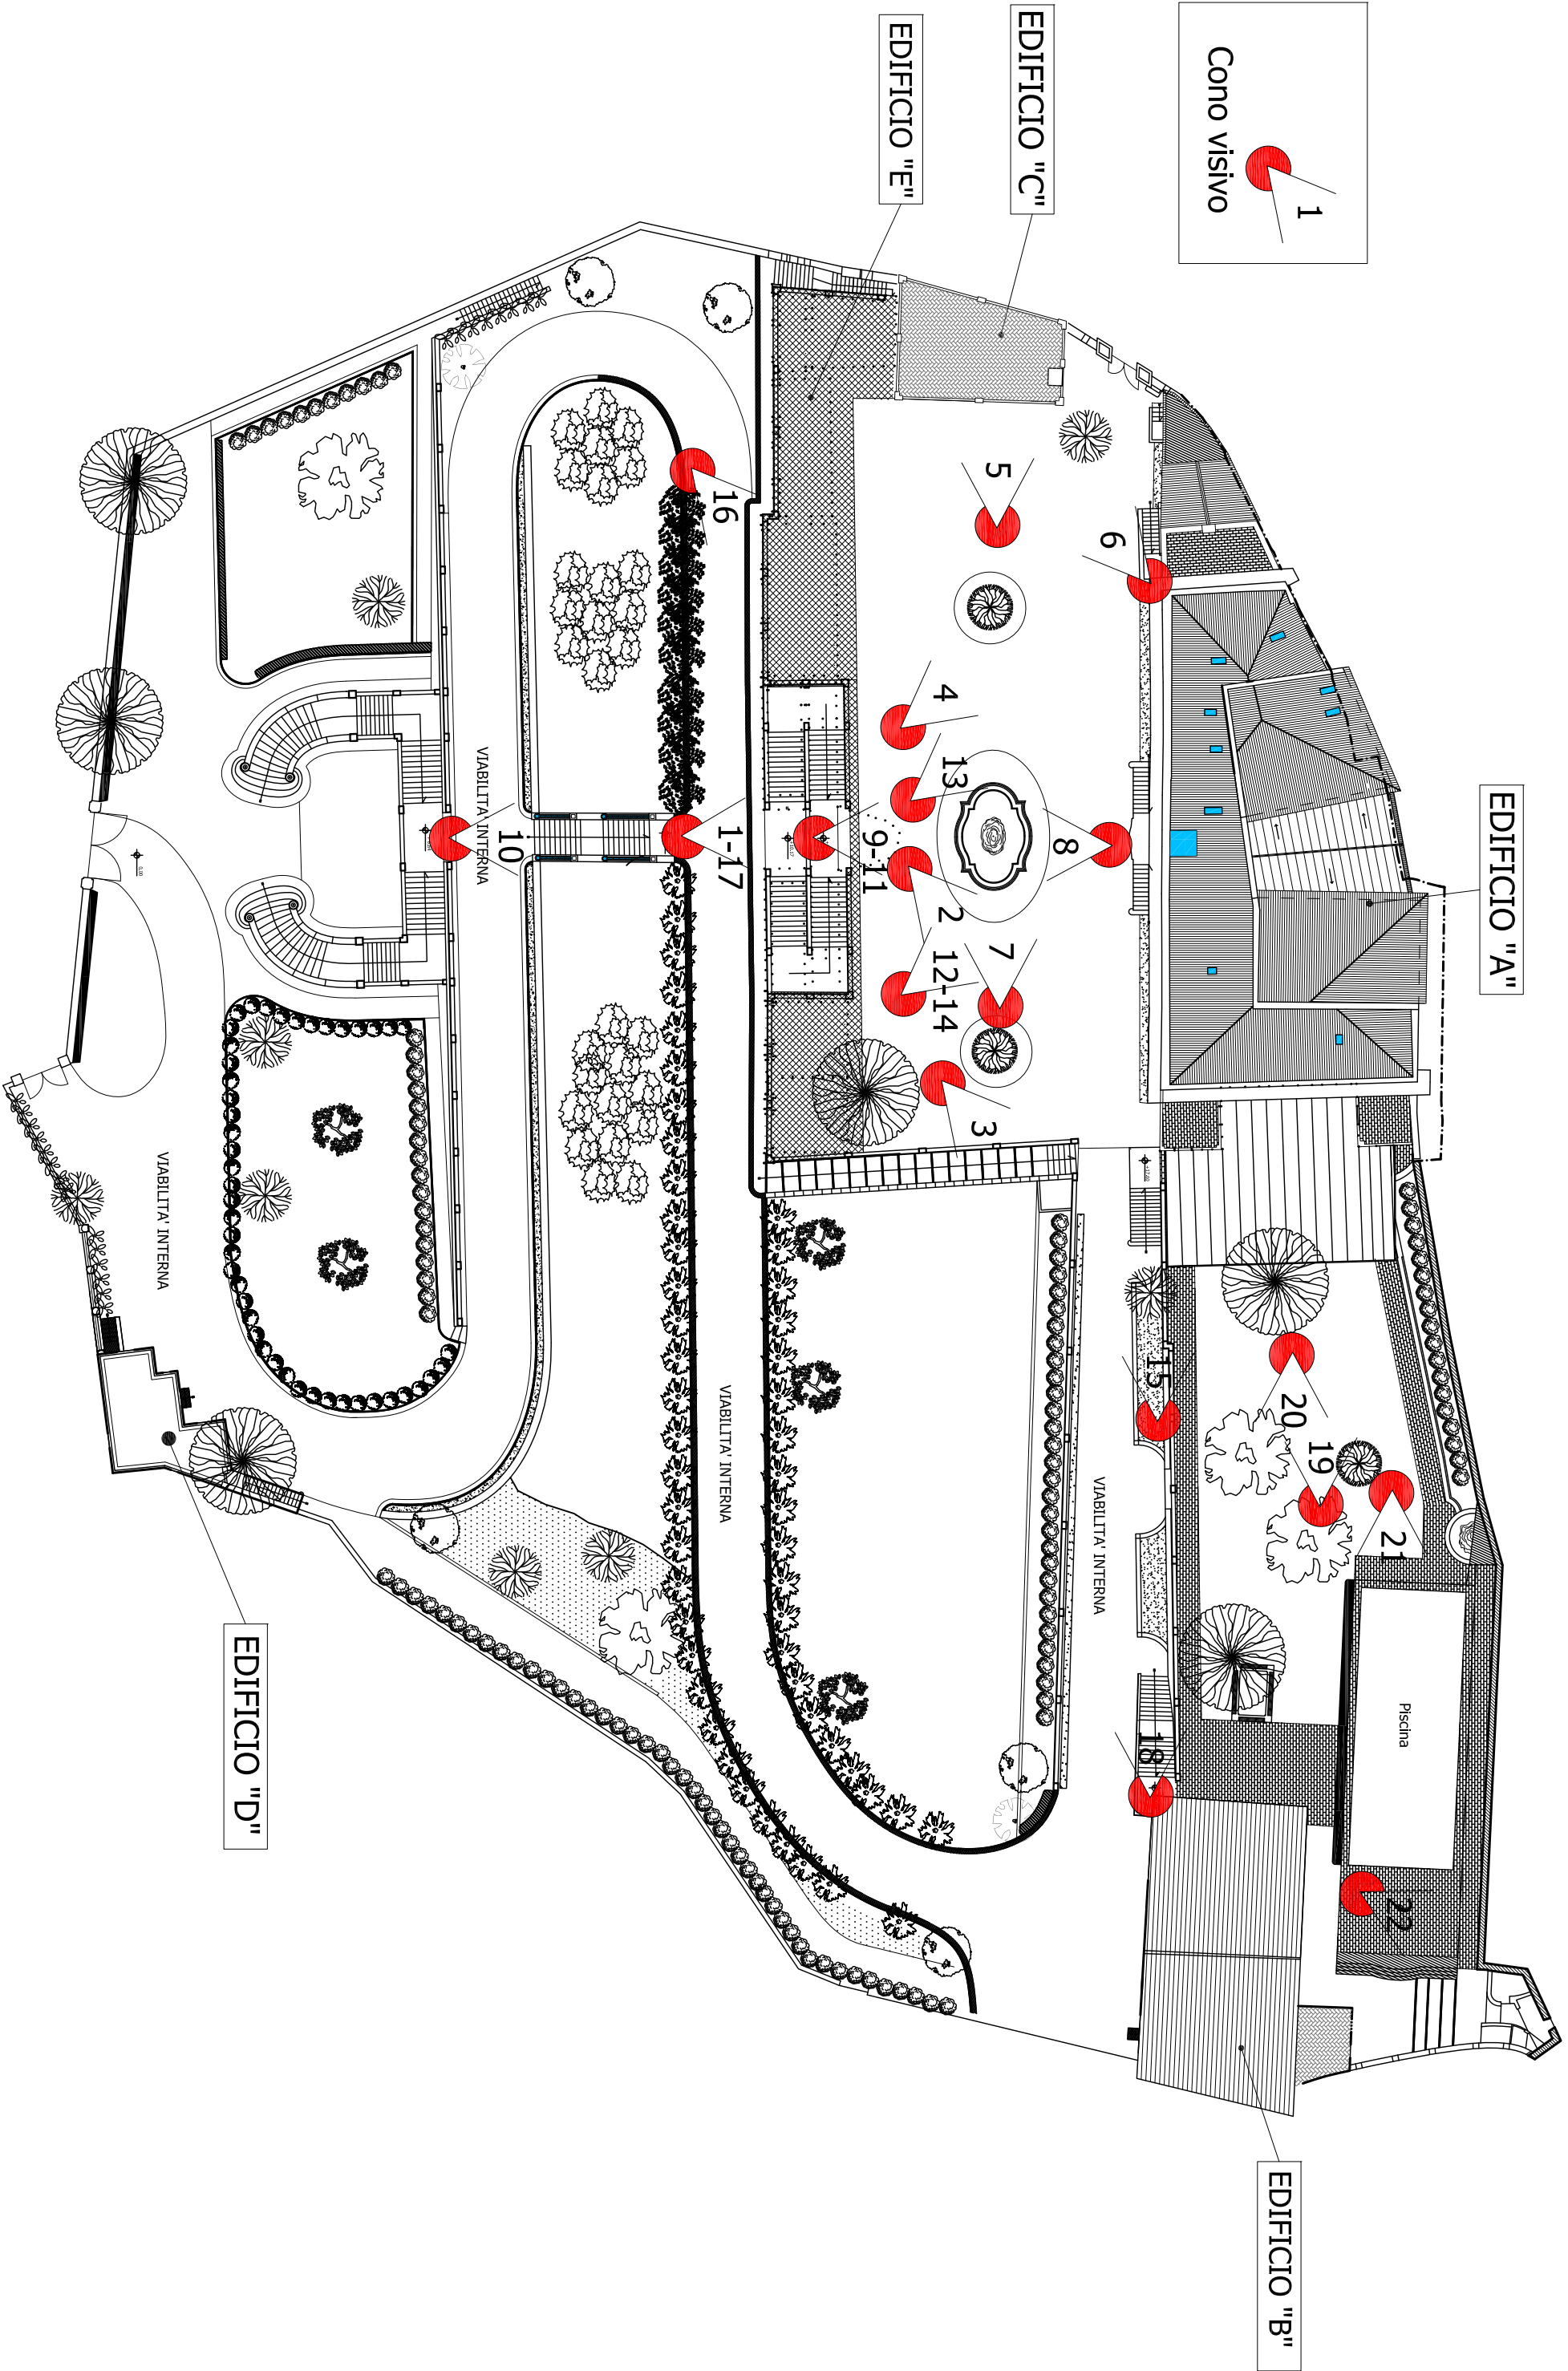 Cono visivo
1
EDIFICIO "E"
EDIFICIO "C"
EDIFICIO "A"
EDIFICIO "B"
EDIFICIO "D"
5
6
16
4
13
8
10
1-17
9-11
2
7
12-14
3
15
20
19
21
18
22
VIABILITA' INTERNA
VIABILITA' INTERNA
VIABILITA' INTERNA
VIABILITA' INTERNA
Piscina